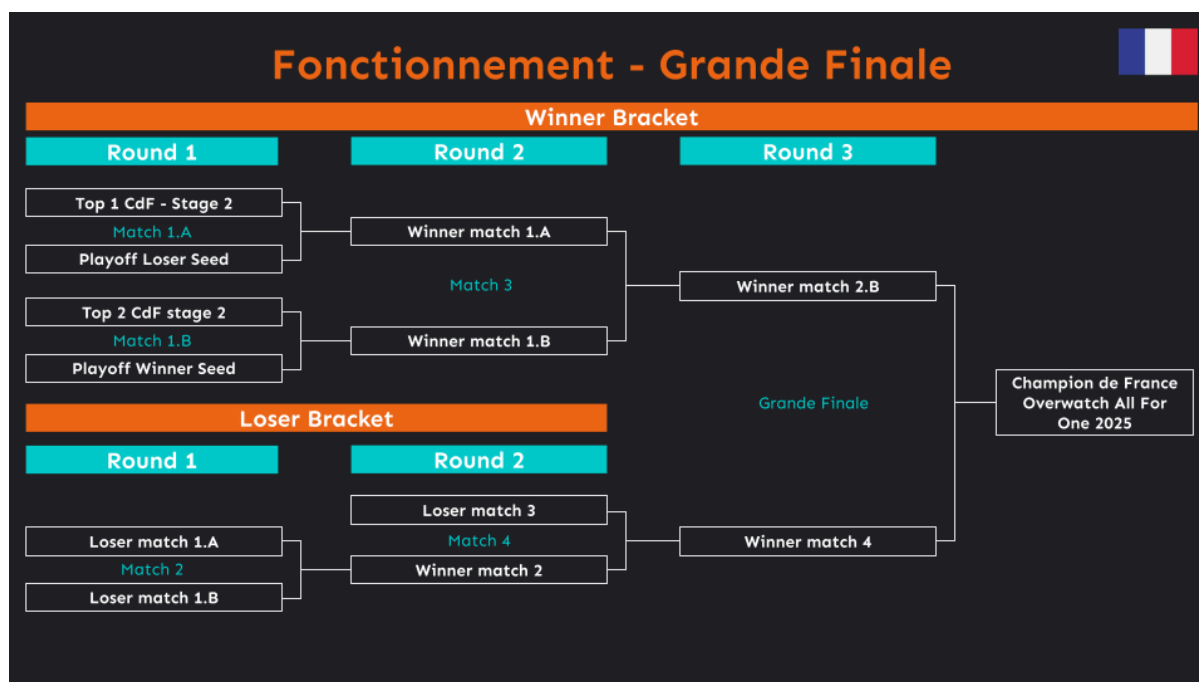 Fonctionnement - Grande Finale
Winner Bracket
Round 1
Round 2
Round 3
Top 1 CdF - Stage 2
Match 1.A
Playoff Loser Seed
Winner match 1.A
Match 3
Winner match 2.B
Top 2 CdF stage 2
Match 1.B
Playoff Winner Seed
Winner match 1.B
Grande Finale
Champion de France
Overwatch All For
One 2025
Loser Bracket
Round 1
Round 2
Loser match 3
Loser match 1.A
Match 4
Winner match 4
Match 2
Winner match 2
Loser match 1.B